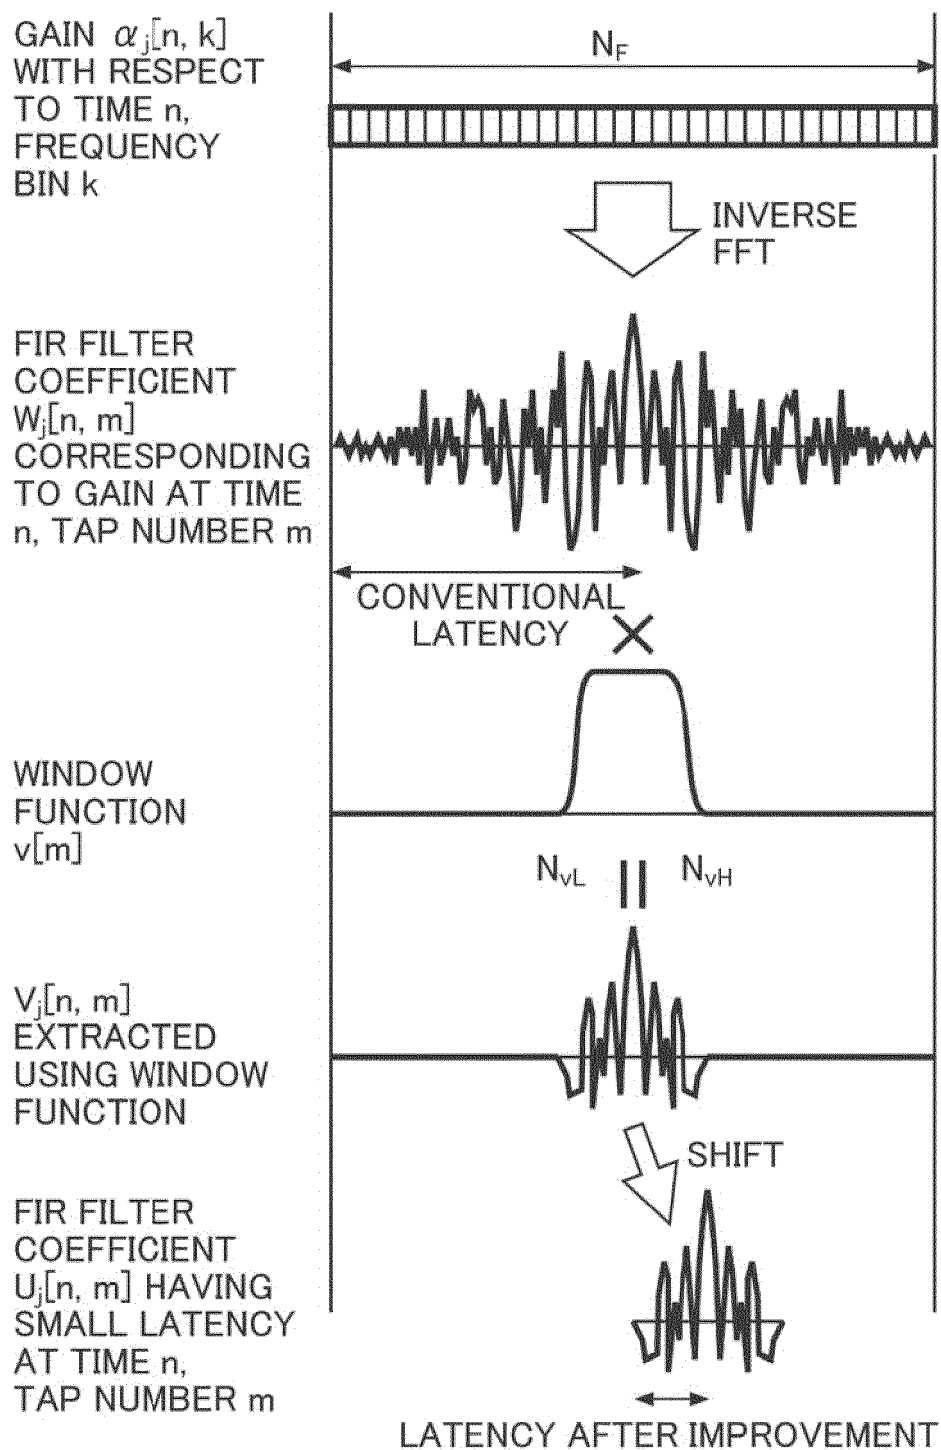 GAIN αj[n, k]
WITH RESPECT
TO TIME n,
FREQUENCY
BIN k
NF
INVERSE
FFT
FIR FILTER
COEFFICIENT
Wj[n, m]
CORRESPONDING
TO GAIN AT TIME
n, TAP NUMBER m
CONVENTIONAL
LATENCY
WINDOW
FUNCTION
v[m]
NvL
NvH
Vj[n, m]
EXTRACTED
USING WINDOW
FUNCTION
SHIFT
FIR FILTER
COEFFICIENT
Uj[n, m] HAVING
SMALL LATENCY
AT TIME n,
TAP NUMBER m
LATENCY AFTER IMPROVEMENT